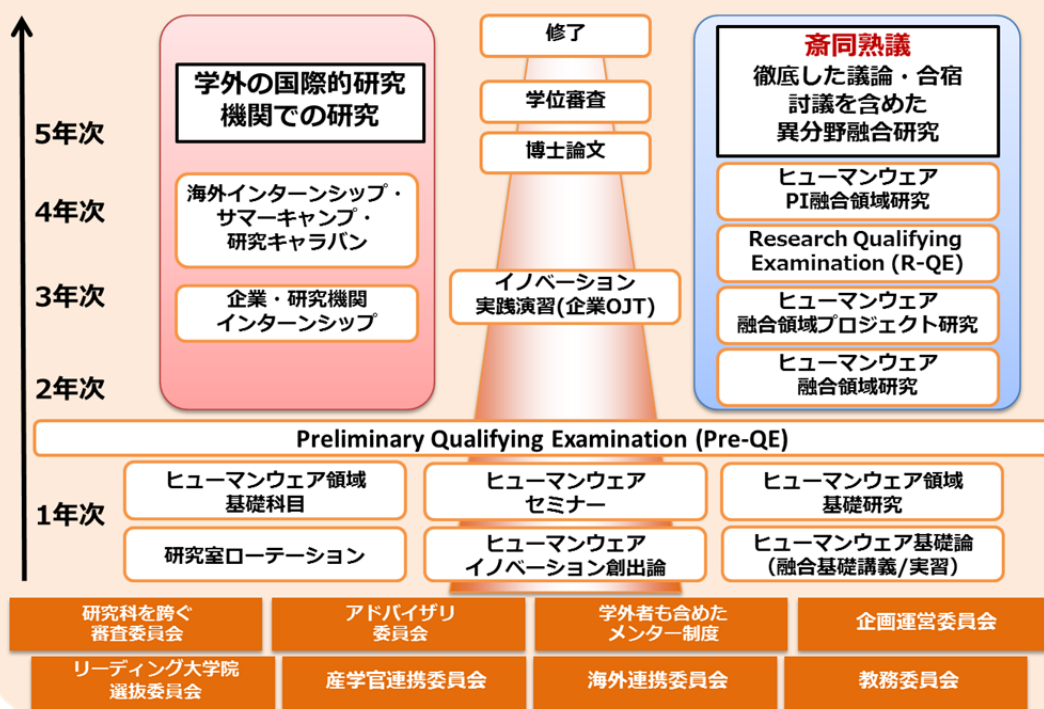 修了
学外の国際的研究
機関での研究
斎同熟議
徹底した議論・合宿
討議を含めた
異分野融合研究
学位審査
5年次
博士論文
4年次
海外インターンシップ・
サマーキャンプ・
研究キャラバン
ヒューマンウェア
PI融合領域研究
Research Qualifying
Examination (R-QE)
3年次
企業・研究機関
インターンシップ
イノベーション
実践演習(企業OJT)
ヒューマンウェア
融合領域プロジェクト研究
2年次
ヒューマンウェア
融合領域研究
Preliminary Qualifying Examination (Pre-QE)
1年次
ヒューマンウェア領域
基礎科目
ヒューマンウェア
セミナー
ヒューマンウェア領域
基礎研究
研究室ローテーション
ヒューマンウェア
イノベーション創出論
ヒューマンウェア基礎論
(融合基礎講義/実習)
研究科を跨ぐ
審査委員会
アドバイザリ
委員会
学外者も含めた
メンター制度
企画運営委員会
リーディング大学院
選抜委員会
産学官連携委員会
海外連携委員会
教務委員会